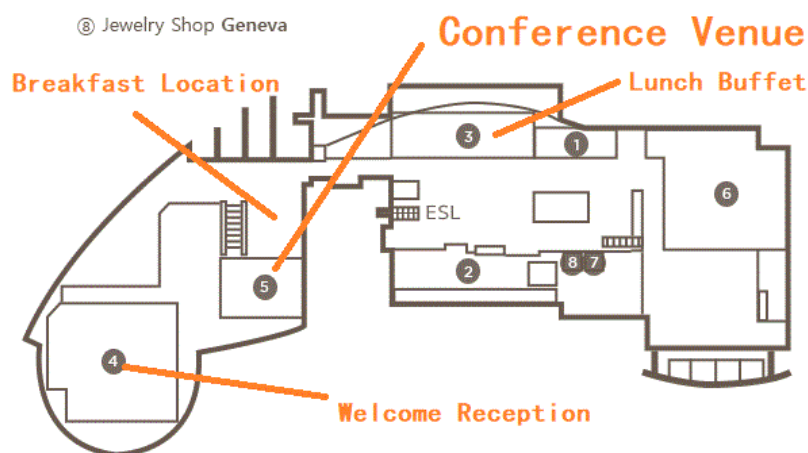 ⑧ Jewelry Shop Geneva
Conference Venue
Breakfast Location
Lunch Buffet
3
1
6
ESL
2
8
7
5
4
Welcome Reception